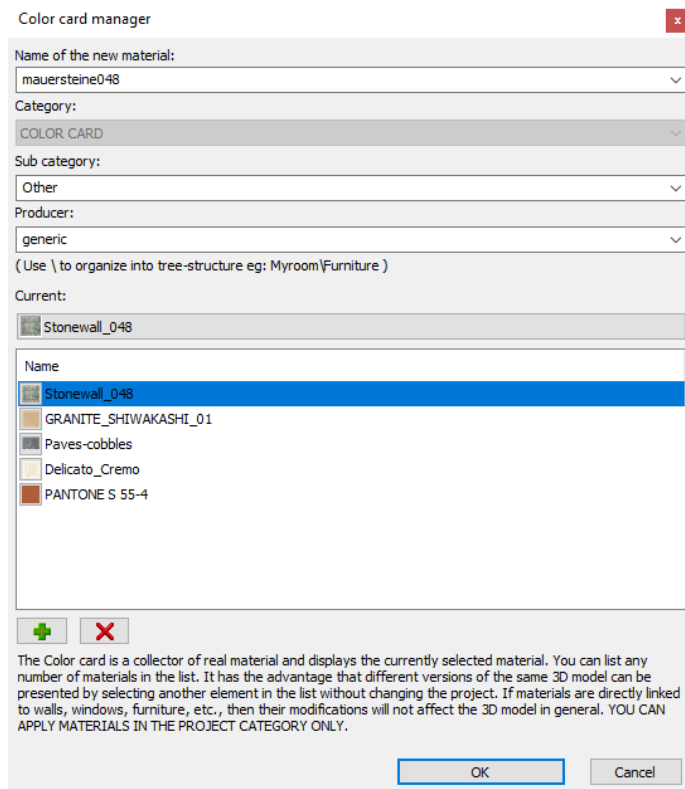 Color card manager
x
Name of the new material:
mauersteine048
Category:
COLOR CARD
Sub category:
Other
Producer:
generic
( Use \ to organize into tree-structure eg: Myroom\Furniture )
Current:
Stonewall_048
Name
Stonewall_048
GRANITE_SHIWAKASHI_01
Paves-cobbles
Delicato_Cremo
PANTONE S 55-4
The Color card is a collector of real material and displays the currently selected material. You can list any
number of materials in the list. It has the advantage that different versions of the same 3D model can be
presented by selecting another element in the list without changing the project. If materials are directly linked
to walls, windows, furniture, etc., then their modifications will not affect the 3D model in general. YOU CAN
APPLY MATERIALS IN THE PROJECT CATEGORY ONLY.
OK
Cancel